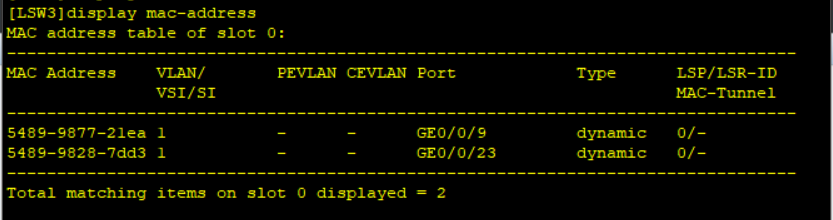 [LSW3]display mac-address
MAC address table of slot 0:
-------------------------------------------------------------------------------
MAC Address    VLAN/       PEVLAN CEVLAN Port            Type      LSP/LSR-ID
               VSI/SI                                              MAC-Tunnel
-------------------------------------------------------------------------------
5489-9877-21ea 1           -      -      GE0/0/9         dynamic   0/-
5489-9828-7dd3 1           -      -      GE0/0/23        dynamic   0/-
-------------------------------------------------------------------------------
Total matching items on slot 0 displayed = 2